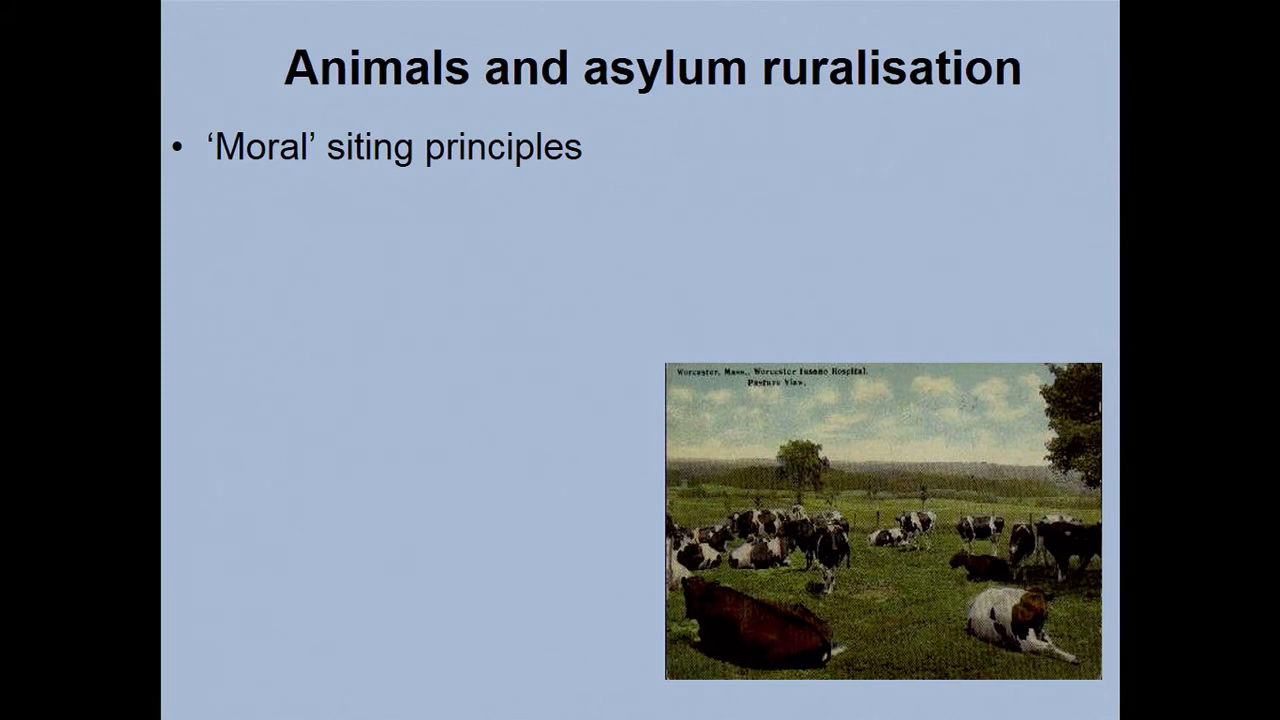 Animals and asylum ruralisation
• ‘Moral’ siting principles
Worcester, Mass., Worcester Insane Hospital.
Pasture View.